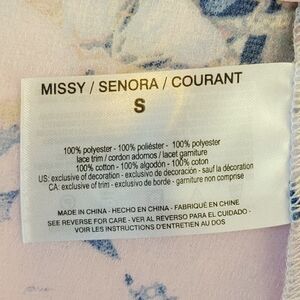 MISSY / SENORA / COURANT
S
100% polyester - 100% poliéster - 100% polyester
lace trim / cordon adornos / lacet garniture
100% cotton - 100% algodón - 100% coton
US: exclusive of decoration - exclusivo de decoración - sauf la décoration
CA: exclusive of trim - exclusivo de borde - garniture non comprise
MADE IN CHINA - HECHO EN CHINA - FABRIQUÉ EN CHINE
SEE REVERSE FOR CARE - VER AL REVERSO PARA EL CUIDADO -
VOIR LES INSTRUCTIONS D'ENTRETIEN AU DOS